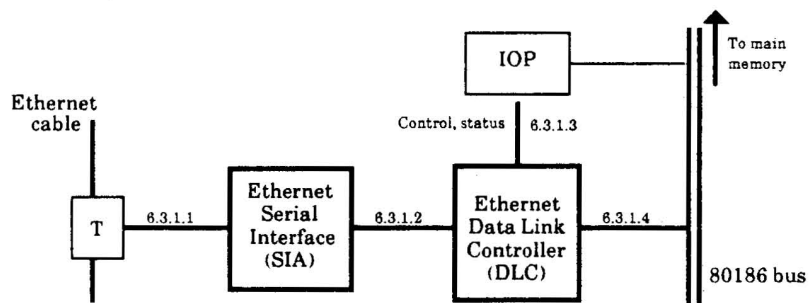 IOP
To main
memory
Ethernet
cable
Control, status
6.3.1.3
T
6.3.1.1
Ethernet
Serial
Interface
(SIA)
6.3.1.2
Ethernet
Data Link
Controller
(DLC)
6.3.1.4
80186 bus